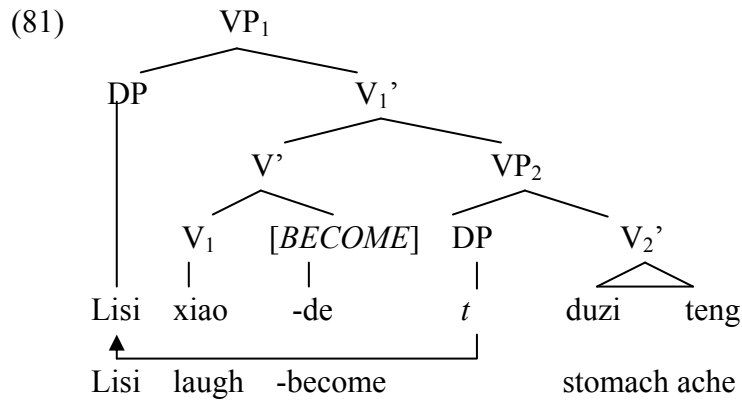 (81) VP₁
DP V₁’
V’ VP₂
V₁ [BECOME] DP V₂’
Lisi xiao -de t duzi teng
Lisi laugh -become stomach ache